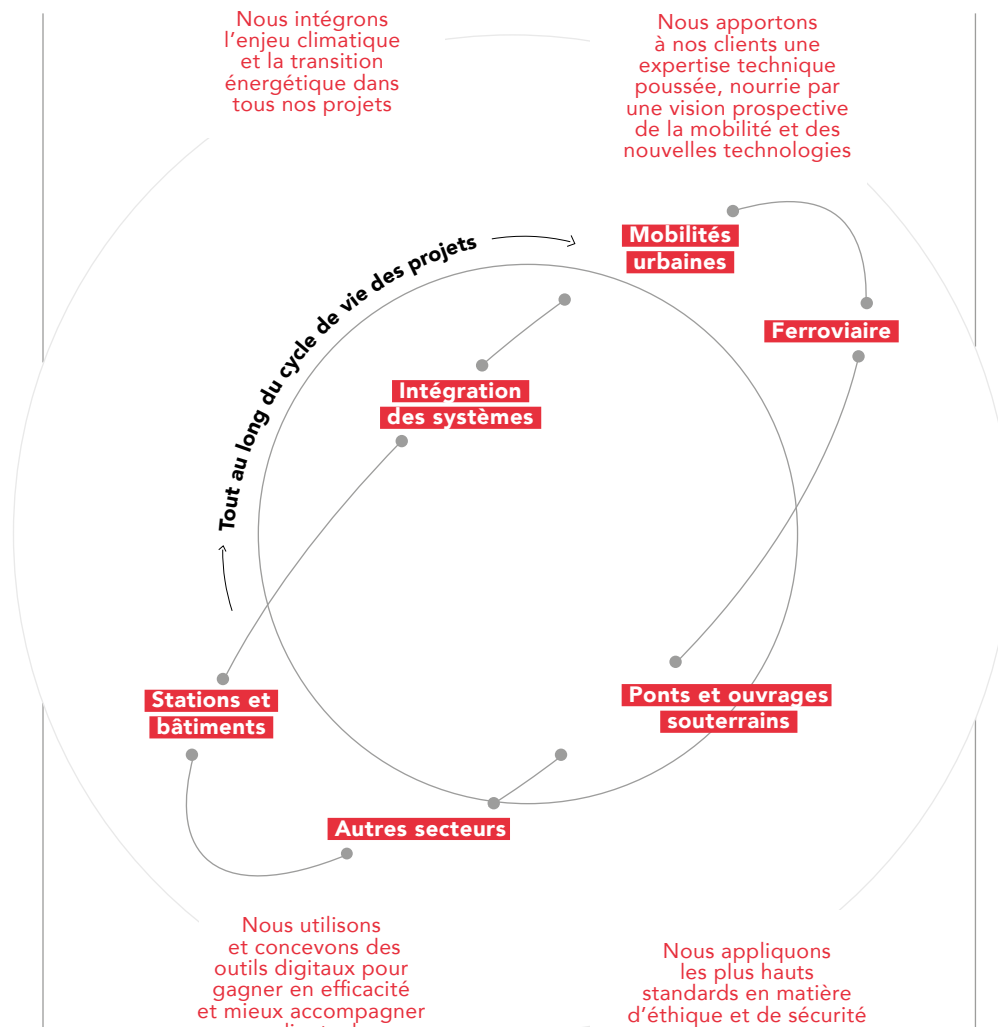 Nous intégrons
l’enjeu climatique
et la transition
énergétique dans
tous nos projets
Nous apportons
à nos clients une
expertise technique
poussée, nourrie par
une vision prospective
de la mobilité et des
nouvelles technologies
Tout au long du cycle de vie des projets
Mobilités
urbaines
Ferroviaire
Intégration
des systèmes
Stations et
bâtiments
Ponts et ouvrages
souterrains
Autres secteurs
Nous utilisons
et concevons des
outils digitaux pour
gagner en efficacité
et mieux accompagner
Nous appliquons
les plus hauts
standards en matière
d’éthique et de sécurité